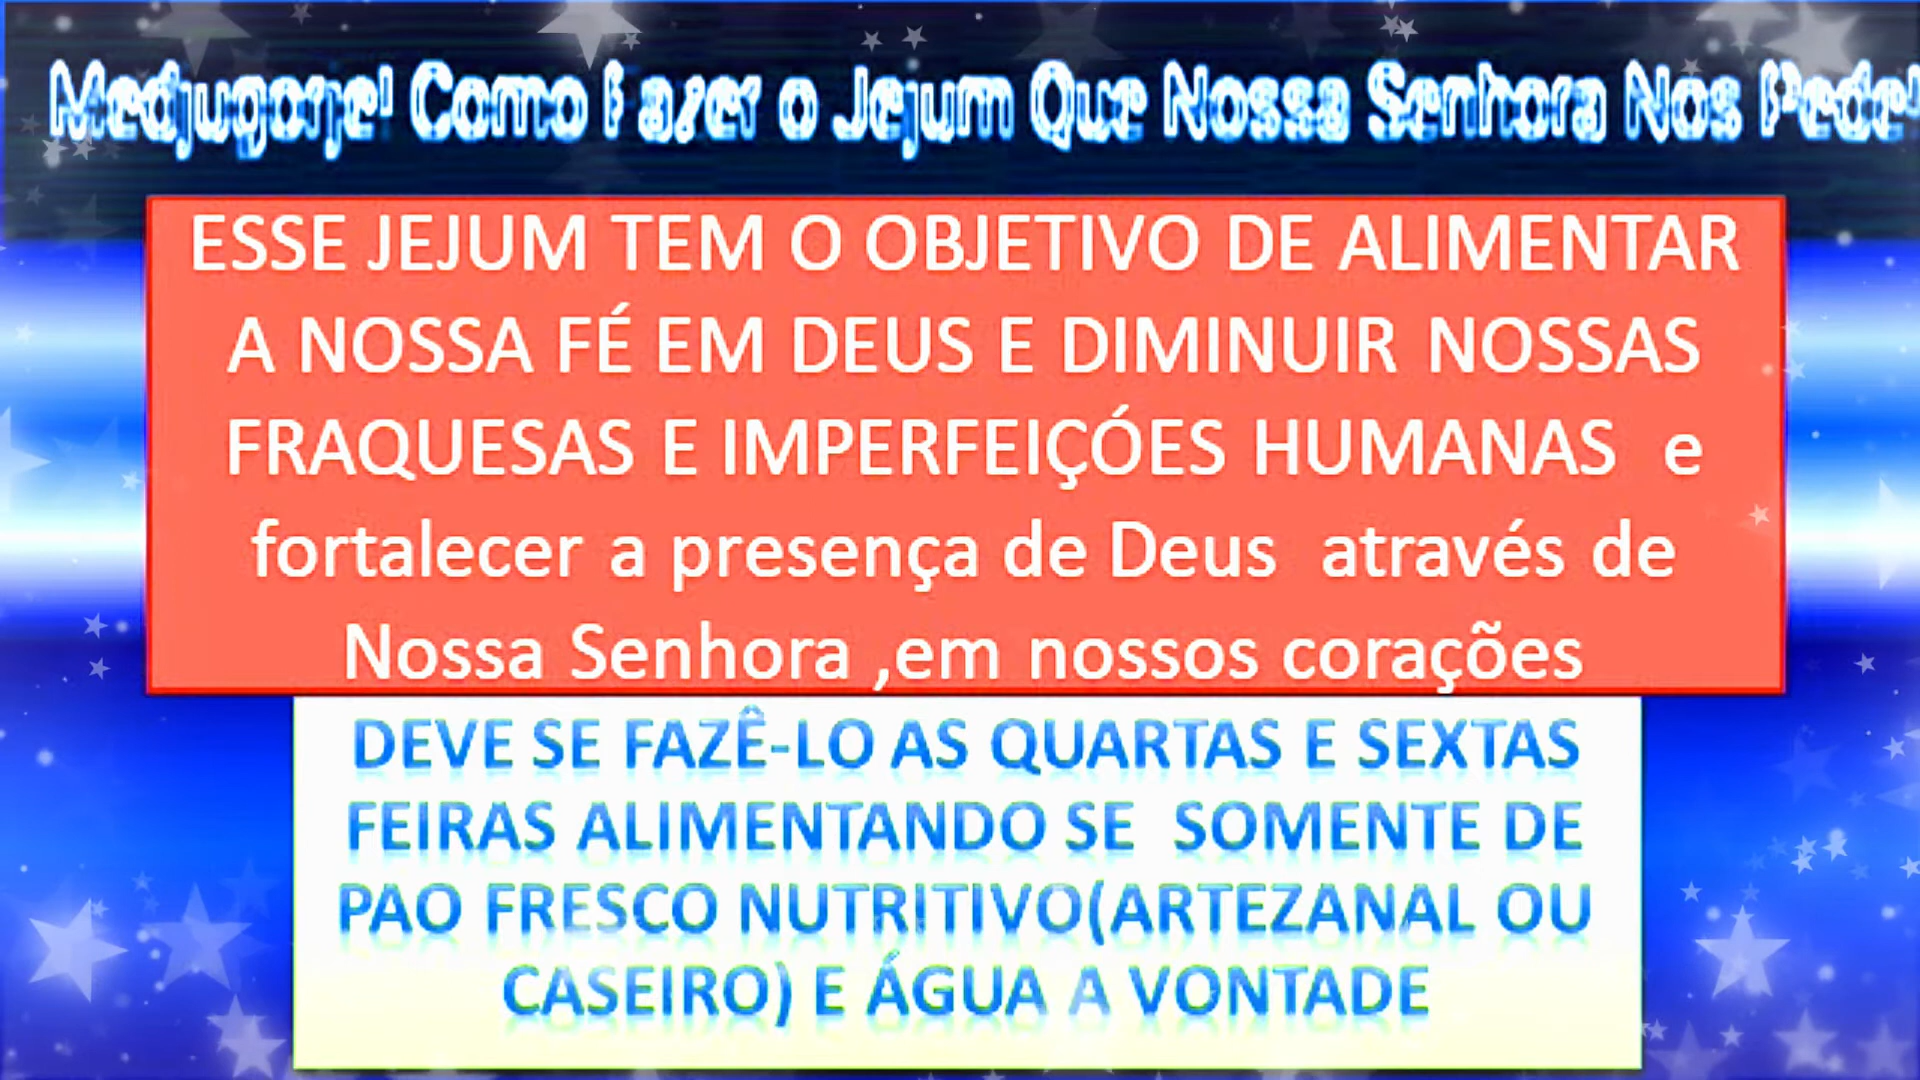 Medjugorje! Como Fazer o Jejum Que Nossa Senhora Nos Pede!
ESSE JEJUM TEM O OBJETIVO DE ALIMENTAR
A NOSSA FÉ EM DEUS E DIMINUIR NOSSAS
FRAQUESAS E IMPERFEIÇÓES HUMANAS e
fortalecer a presença de Deus através de
Nossa Senhora ,em nossos corações
DEVE SE FAZÊ-LO AS QUARTAS E SEXTAS
FEIRAS ALIMENTANDO SE SOMENTE DE
PAO FRESCO NUTRITIVO(ARTEZANAL OU
CASEIRO) E ÁGUA A VONTADE